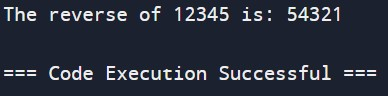 The reverse of 12345 is: 54321
=== Code Execution Successful ===